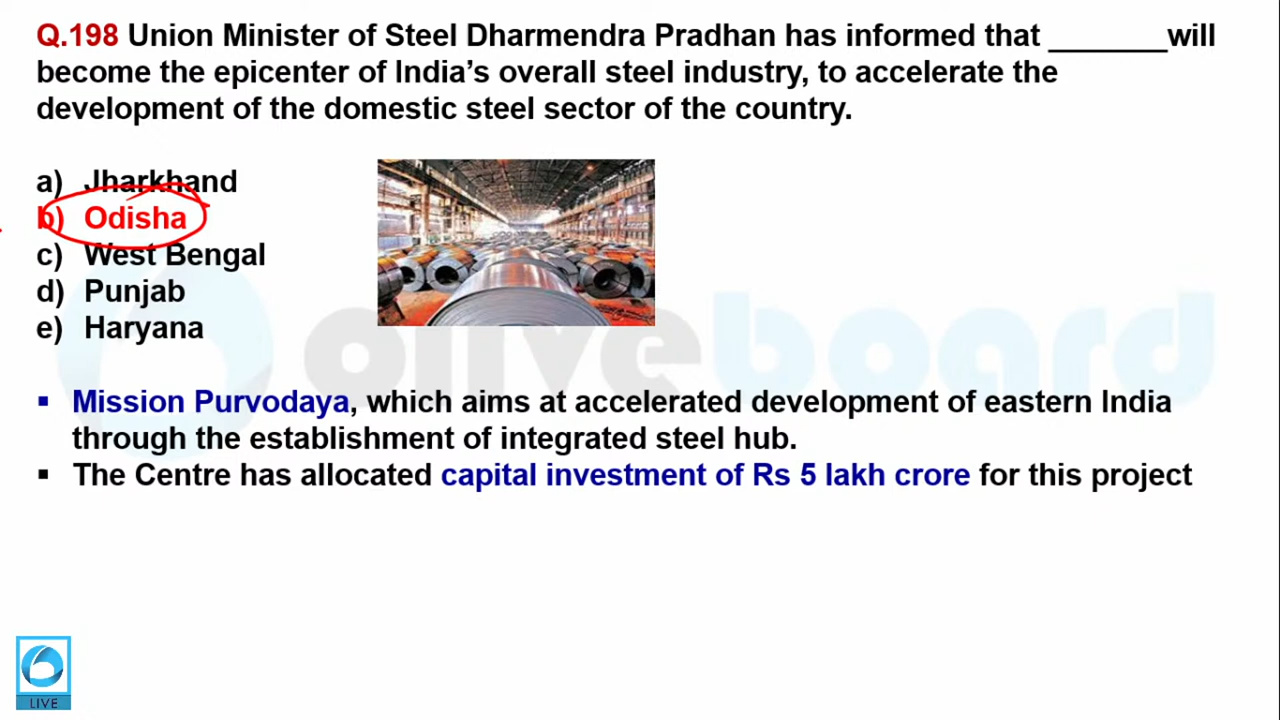 Q.198 Union Minister of Steel Dharmendra Pradhan has informed that _______will
become the epicenter of India’s overall steel industry, to accelerate the
development of the domestic steel sector of the country.
a) Jharkhand
b) Odisha
c) West Bengal
d) Punjab
e) Haryana
oliveboard
▪ Mission Purvodaya, which aims at accelerated development of eastern India
through the establishment of integrated steel hub.
▪ The Centre has allocated capital investment of Rs 5 lakh crore for this project
LIVE